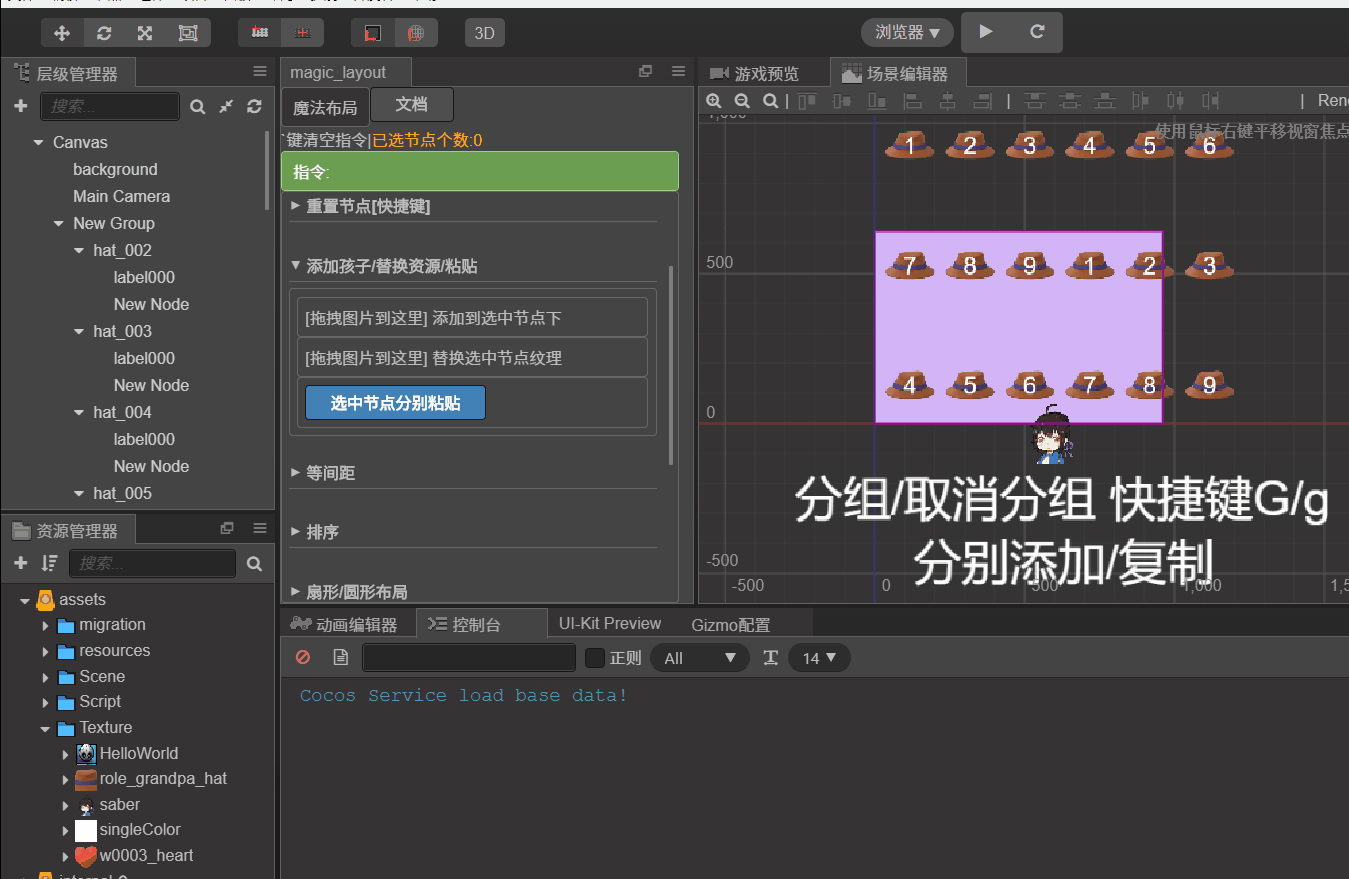 3D
浏览器
层级管理器
搜索...
Canvas
background
Main Camera
New Group
hat_002
label000
New Node
hat_003
label000
New Node
hat_004
label000
New Node
hat_005
资源管理器
搜索...
assets
migration
resources
Scene
Script
Texture
HelloWorld
role_grandpa_hat
saber
singleColor
w0003_heart
magic_layout
魔法布局 文档
`键清空指令|已选节点个数:0
指令:
重置节点[快捷键]
添加孩子/替换资源/粘贴
[拖拽图片到这里] 添加到选中节点下
[拖拽图片到这里] 替换选中节点纹理
选中节点分别粘贴
等间距
排序
扇形/圆形布局
游戏预览 场景编辑器
使用鼠标右键平移视窗焦点
1 2 3 4 5 6
500
7 8 9 1 2 3
4 5 6 7 8 9
0
分组/取消分组 快捷键G/g
分别添加/复制
-500
-500 0 500 1,000
动画编辑器 控制台 UI-Kit Preview Gizmo配置
正则 All 14
Cocos Service load base data!